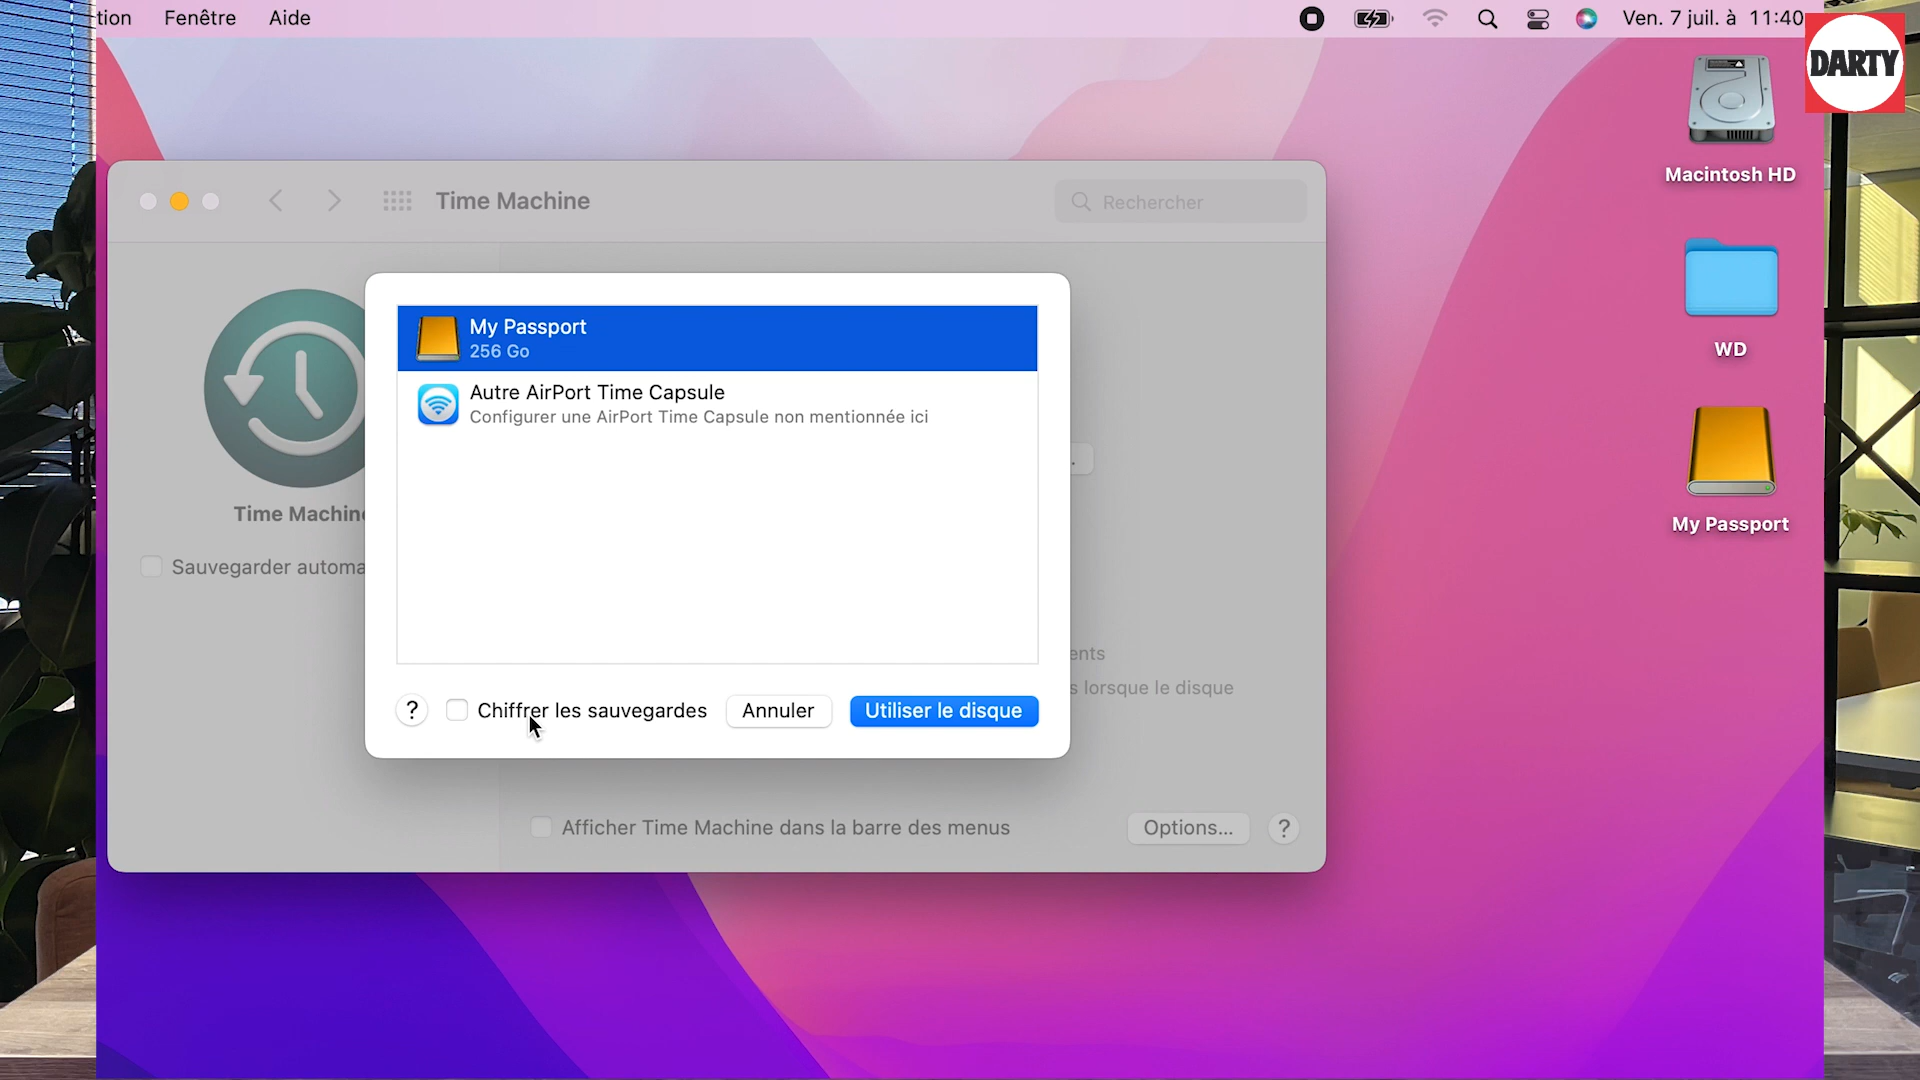 tion Fenêtre Aide
Ven. 7 juil. à 11:40
DARTY
Macintosh HD
WD
My Passport
Time Machine
Rechercher
My Passport
256 Go
Autre AirPort Time Capsule
Configurer une AirPort Time Capsule non mentionnée ici
Time Machine
Sauvegarder automa
ents
s lorsque le disque
? Chiffrer les sauvegardes Annuler Utiliser le disque
Afficher Time Machine dans la barre des menus Options... ?